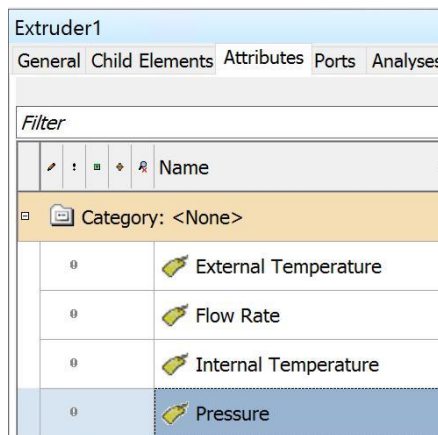 Extruder1
General Child Elements Attributes Ports Analyses
Filter
Name
Category: <None>
External Temperature
Flow Rate
Internal Temperature
Pressure